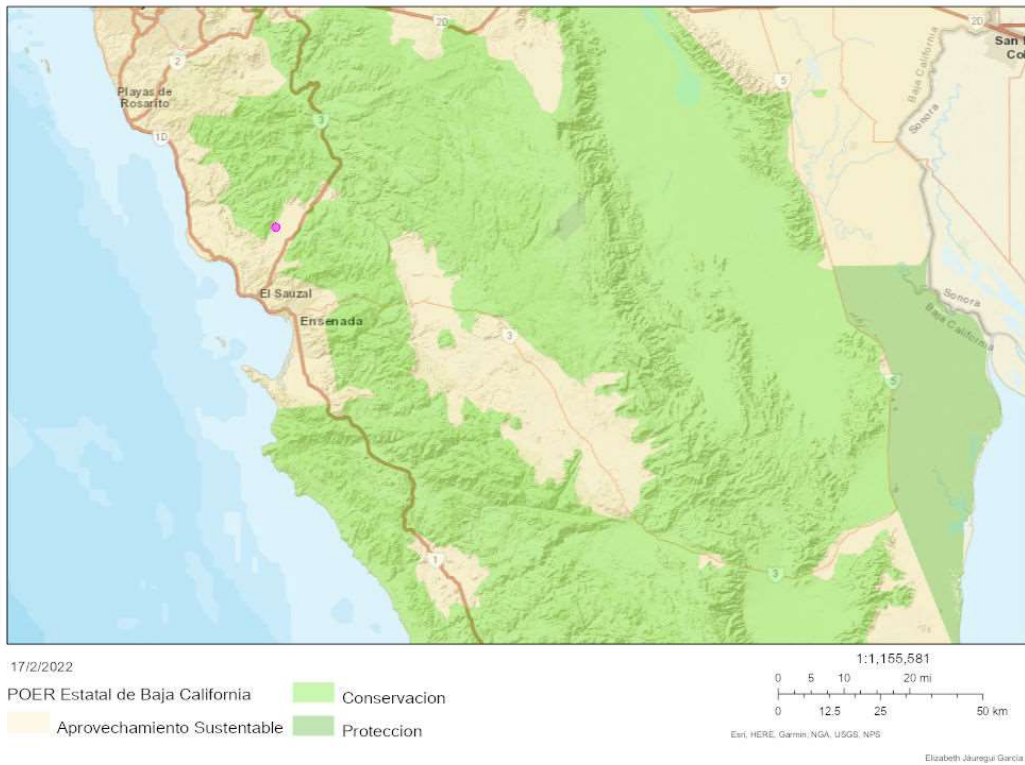 2D
2D
San
Col
2
5
Playas de
Rosarito
3
1D
Baja California
Sonora
El Sauzal
Ensenada
Sonora
Baja California
3
5
1
3
17/2/2022
POER Estatal de Baja California
Aprovechamiento Sustentable
Conservacion
Proteccion
1:1,155,581
0 5 10 20 mi
0 12.5 25 50 km
Esri, HERE, Garmin, NGA, USGS, NPS
Elizabeth Jáuregui García